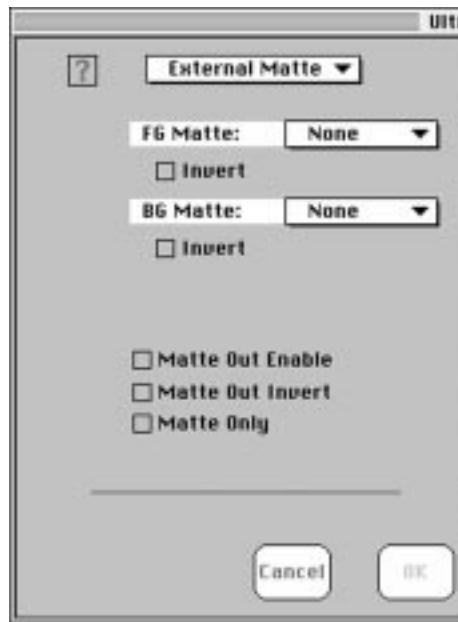 Ulti
?
External Matte
FG Matte: None
Invert
BG Matte: None
Invert
Matte Out Enable
Matte Out Invert
Matte Only
Cancel OK